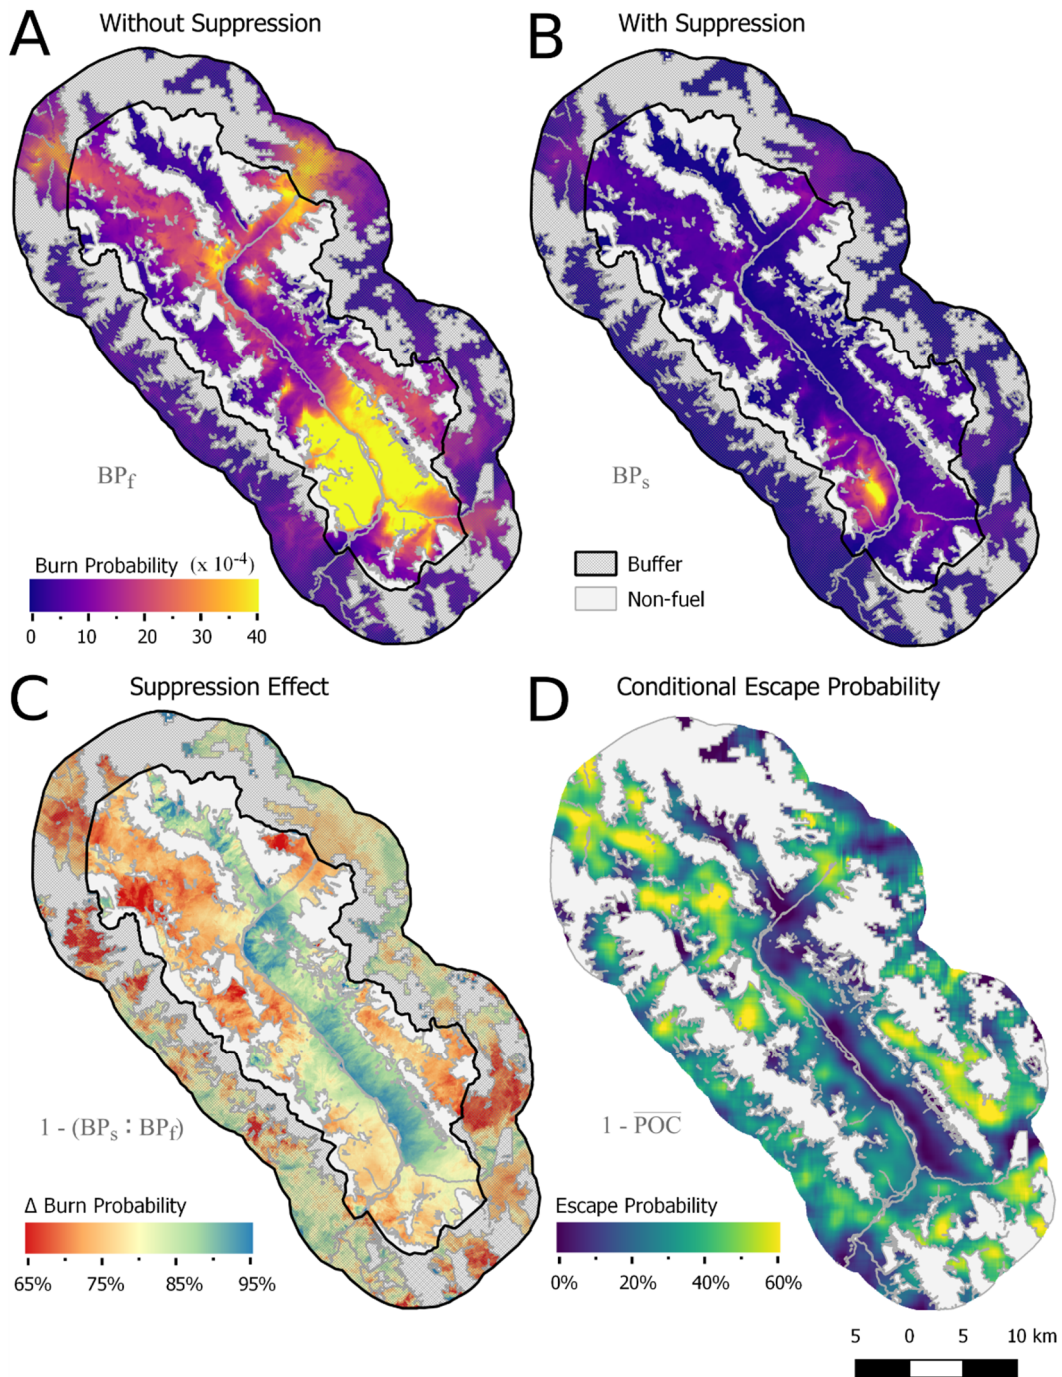 A Without Suppression
B With Suppression
BPf
BPs
Burn Probability (x 10-4)
0 10 20 30 40
Buffer
Non-fuel
C Suppression Effect
D Conditional Escape Probability
1 - (BPs : BPf)
1 - POC
Δ Burn Probability
65% 75% 85% 95%
Escape Probability
0% 20% 40% 60%
5 0 5 10 km